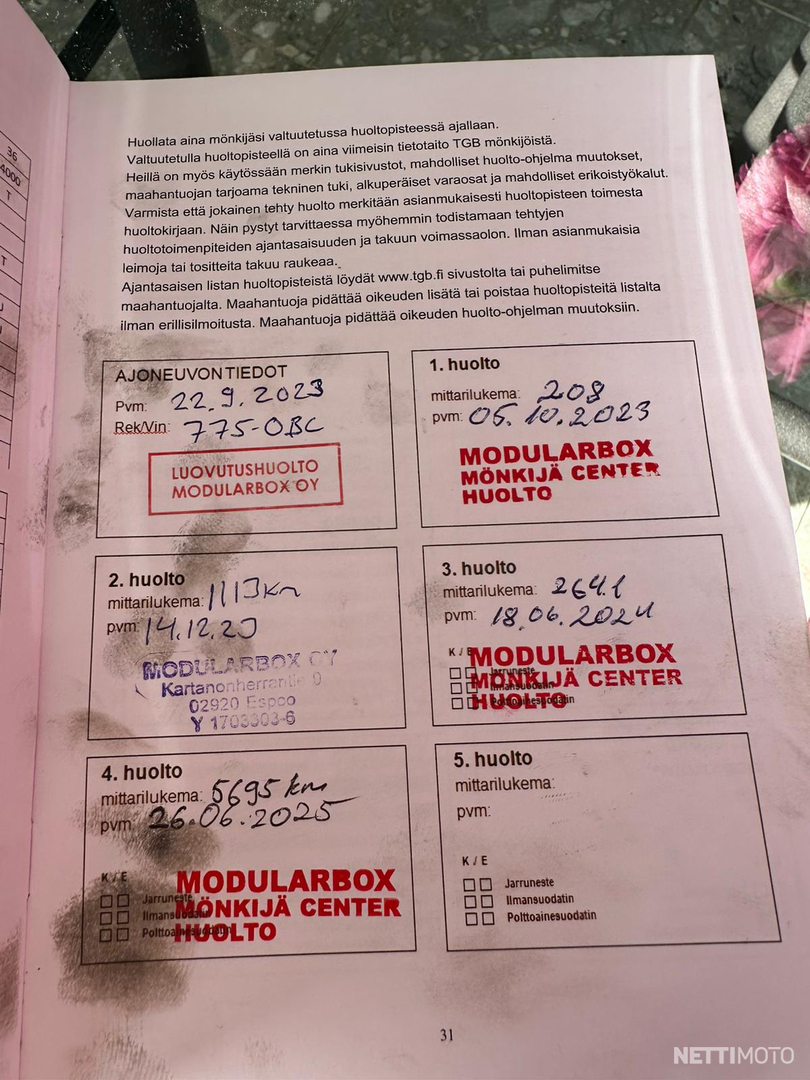 36
4000
T
T
Huollata aina mönkijäsi valtuutetussa huoltopisteessä ajallaan.
Valtuutetulla huoltopisteellä on aina viimeisin tietotaito TGB mönkijöistä.
Heillä on myös käytössään merkin tukisivustot, mahdolliset huolto-ohjelma muutokset,
maahantuojan tarjoama tekninen tuki, alkuperäiset varaosat ja mahdolliset erikoistyökalut.
Varmista että jokainen tehty huolto merkitään asianmukaisesti huoltopisteen toimesta
huoltokirjaan. Näin pystyt tarvittaessa myöhemmin todistamaan tehtyjen
huoltotoimenpiteiden ajantasaisuuden ja takuun voimassaolon. Ilman asianmukaisia
leimoja tai tositteita takuu raukeaa.
Ajantasaisen listan huoltopisteistä löydät www.tgb.fi sivustolta tai puhelimitse
maahantuojalta. Maahantuoja pidättää oikeuden lisätä tai poistaa huoltopisteitä listalta
ilman erillisilmoitusta. Maahantuoja pidättää oikeuden huolto-ohjelman muutoksiin.
AJONEUVON TIEDOT
Pvm: 22.9.2023
Rek/Vin: 775-OBC
LUOVUTUSHUOLTO
MODULARBOX OY
1. huolto
mittarilukema: 208
pvm: 05.10.2023
MODULARBOX
MÖNKIJÄ CENTER
HUOLTO
2. huolto
mittarilukema: 1113km
pvm: 14.12.23
MODULARBOX OY
Kartanonherrantie 9
02920 Espoo
Y 1703303-6
3. huolto
mittarilukema: 2641
pvm: 18.06.2024
K / E
MODULARBOX
MÖNKIJÄ CENTER
HUOLTO
Jarruneste
Ilmansuodatin
Polttoainesuodatin
4. huolto
mittarilukema: 5695 km
pvm: 26.06.2025
K / E
MODULARBOX
MÖNKIJÄ CENTER
HUOLTO
Jarruneste
Ilmansuodatin
Polttoainesuodatin
5. huolto
mittarilukema:
pvm:
K / E
Jarruneste
Ilmansuodatin
Polttoainesuodatin
31
NETTIMOTO